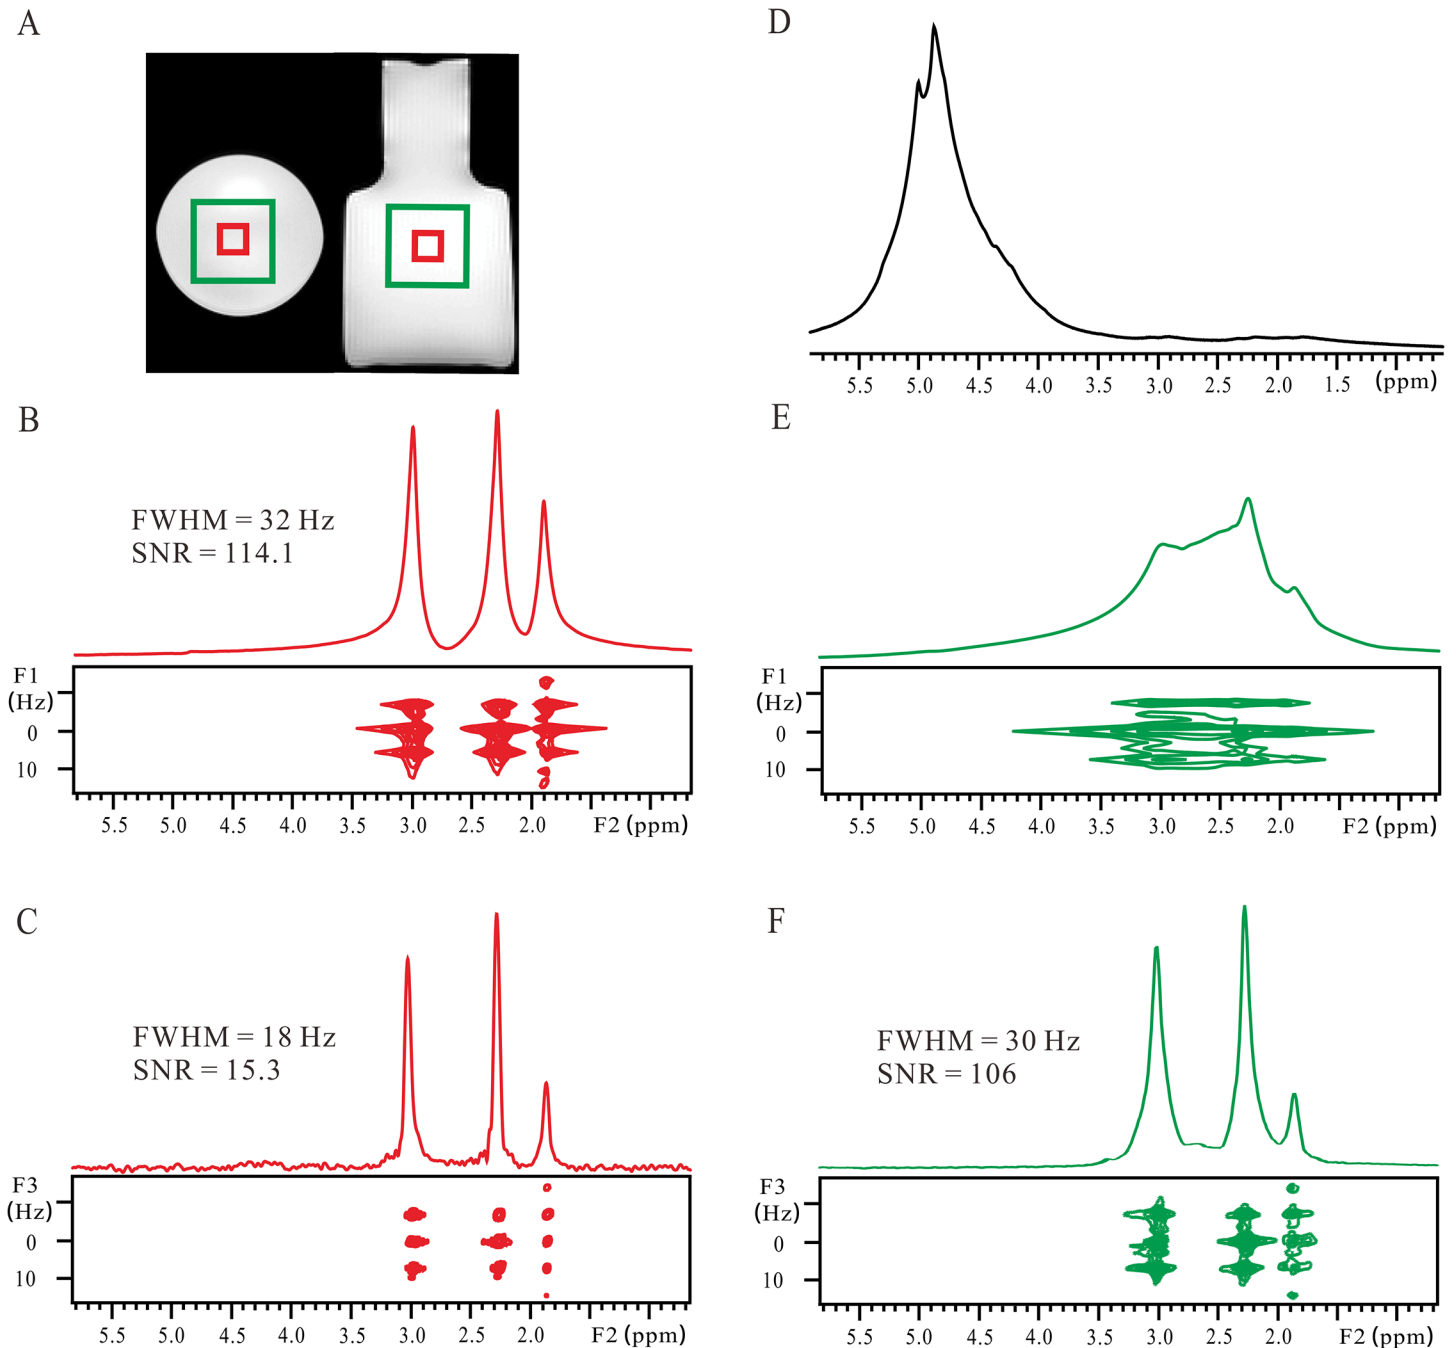 A
D
5.5 5.0 4.5 4.0 3.5 3.0 2.5 2.0 1.5 (ppm)
B
FWHM = 32 Hz
SNR = 114.1
F1
(Hz)
0
10
5.5 5.0 4.5 4.0 3.5 3.0 2.5 2.0 F2 (ppm)
E
F1
(Hz)
0
10
5.5 5.0 4.5 4.0 3.5 3.0 2.5 2.0 F2 (ppm)
C
FWHM = 18 Hz
SNR = 15.3
F3
(Hz)
0
10
5.5 5.0 4.5 4.0 3.5 3.0 2.5 2.0 F2 (ppm)
F
FWHM = 30 Hz
SNR = 106
F3
(Hz)
0
10
5.5 5.0 4.5 4.0 3.5 3.0 2.5 2.0 F2 (ppm)